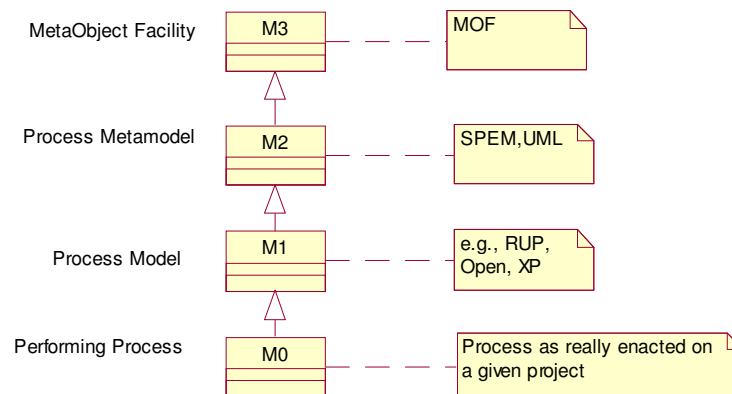 MetaObject Facility
M3
MOF
Process Metamodel
M2
SPEM,UML
Process Model
M1
e.g., RUP,
Open, XP
Performing Process
M0
Process as really enacted on
a given project